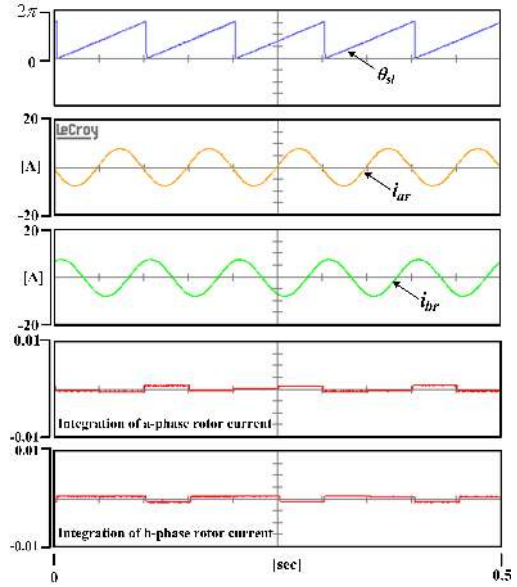 2π
0
θsl
20
LeCroy
[A]
iar
-20
20
[A]
ibr
-20
0.01
Integration of a-phase rotor current
-0.01
0.01
Integration of b-phase rotor current
-0.01
0
[sec]
0.5